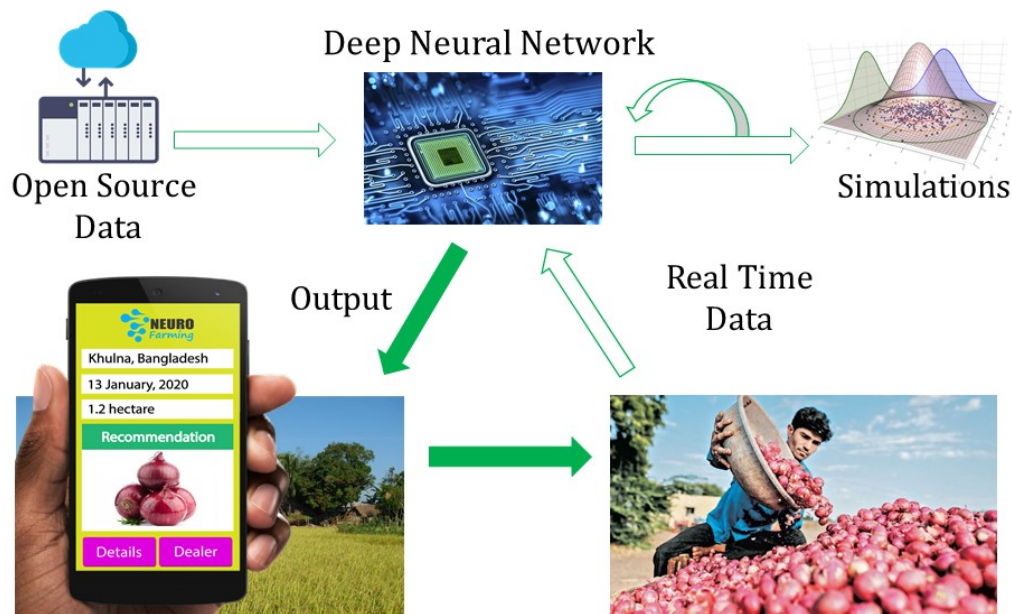 Deep Neural Network
Open Source
Data
Simulations
Output
Real Time
Data
NEURO
Farming
Khulna, Bangladesh
13 January, 2020
1.2 hectare
Recommendation
Details
Dealer